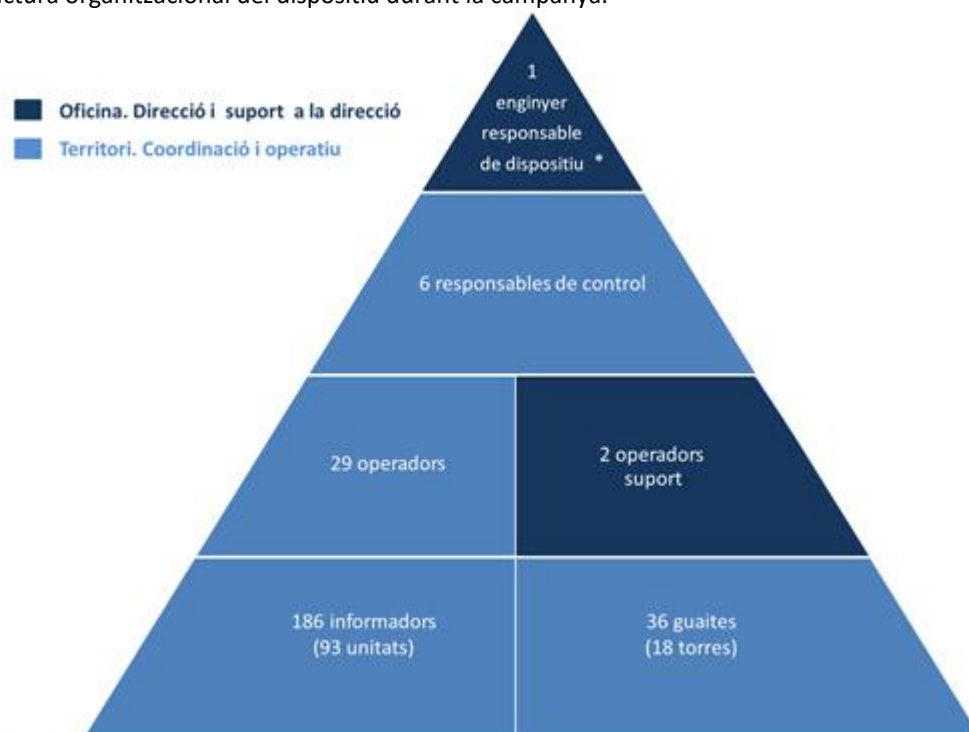 organitzacional del dispositiu durant la campanya.
1
enginyer
responsable
de dispositiu *
Oficina. Direcció i suport a la direcció
Territori. Coordinació i operatiu
6 responsables de control
29 operadors
2 operadors
suport
186 informadors
(93 unitats)
36 guaites
(18 torres)